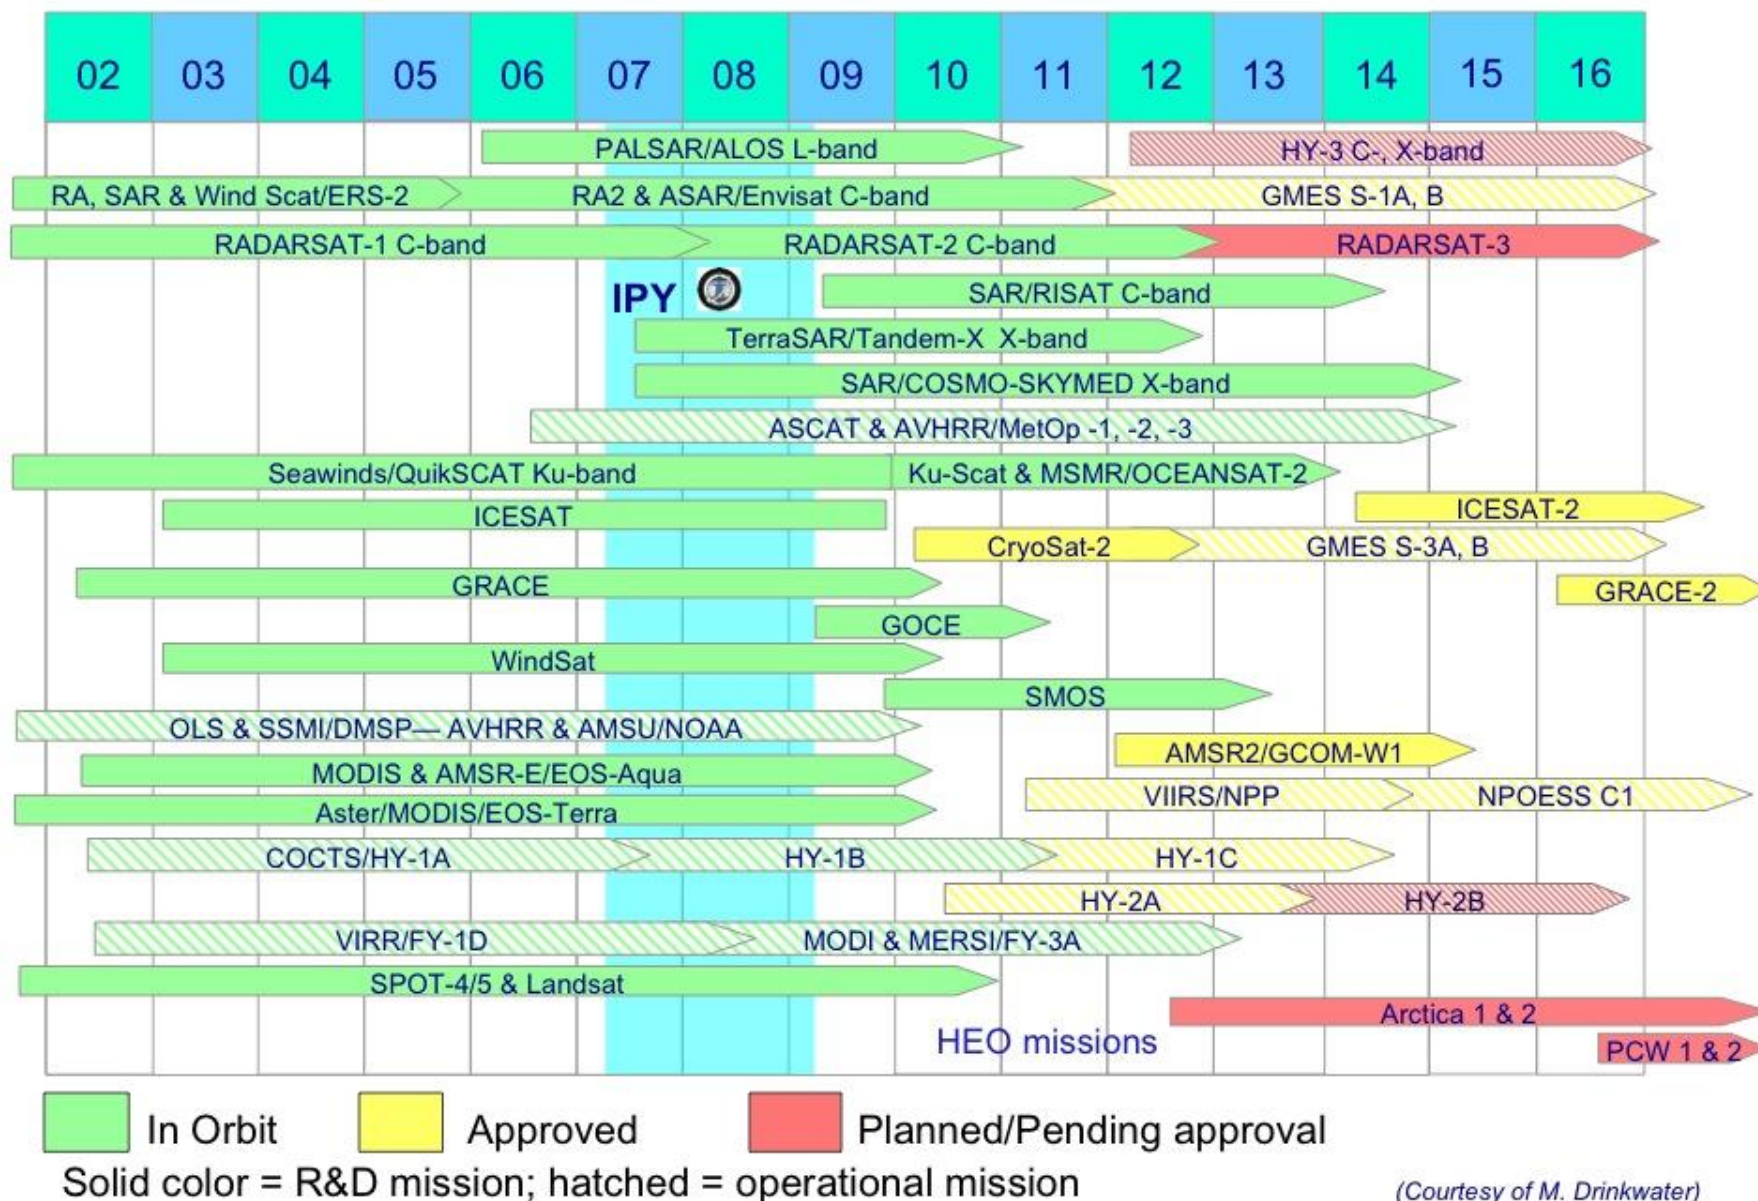 02 03 04 05 06 07 08 09 10 11 12 13 14 15 16
PALSAR/ALOS L-band HY-3 C-, X-band
RA, SAR & Wind Scat/ERS-2 RA2 & ASAR/Envisat C-band GMES S-1A, B
RADARSAT-1 C-band RADARSAT-2 C-band RADARSAT-3
IPY SAR/RISAT C-band
TerraSAR/Tandem-X X-band
SAR/COSMO-SKYMED X-band
ASCAT & AVHRR/MetOp -1, -2, -3
Seawinds/QuikSCAT Ku-band Ku-Scat & MSMR/OCEANSAT-2
ICESAT ICESAT-2
CryoSat-2 GMES S-3A, B
GRACE GRACE-2
GOCE
WindSat
SMOS
OLS & SSMI/DMSP— AVHRR & AMSU/NOAA
AMSR2/GCOM-W1
MODIS & AMSR-E/EOS-Aqua
VIIRS/NPP NPOESS C1
Aster/MODIS/EOS-Terra
COCTS/HY-1A HY-1B HY-1C
HY-2A HY-2B
VIRR/FY-1D MODI & MERSI/FY-3A
SPOT-4/5 & Landsat
Arctica 1 & 2
HEO missions PCW 1 & 2
In Orbit Approved Planned/Pending approval
Solid color = R&D mission; hatched = operational mission
(Courtesy of M. Drinkwater)